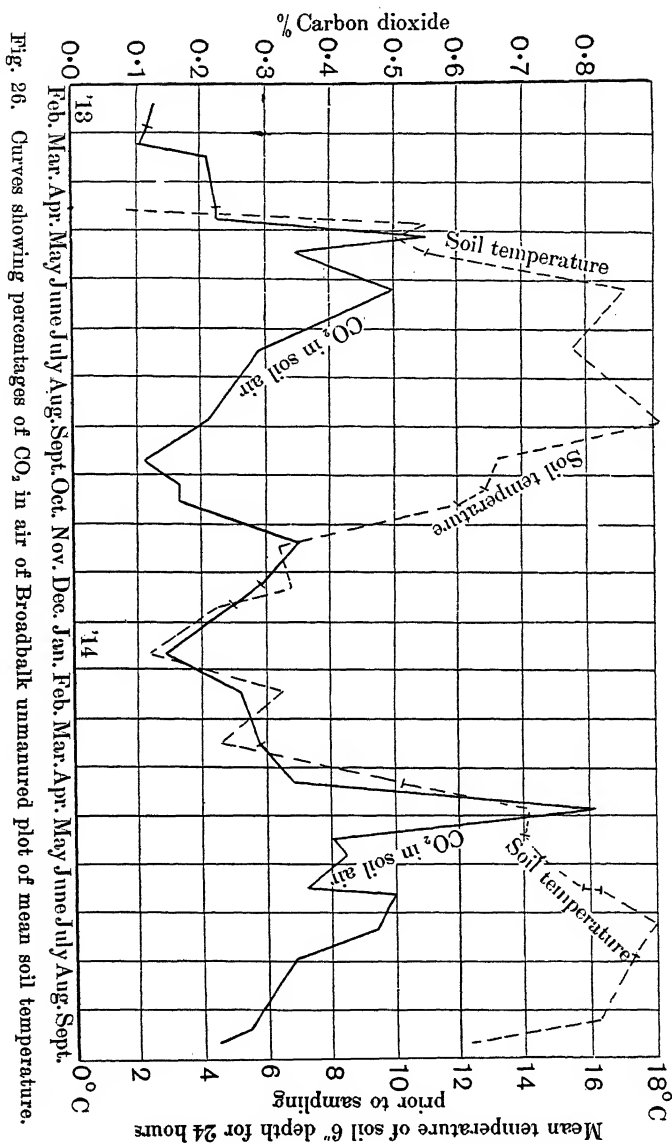 % Carbon dioxide
0·0 0·1 0·2 0·3 0·4 0·5 0·6 0·7 0·8
'13
'14
Feb. Mar. Apr. May June July Aug. Sept. Oct. Nov. Dec. Jan. Feb. Mar. Apr. May June July Aug. Sept.
Soil temperature
CO₂ in soil air
Soil temperature
CO₂ in soil air
Soil temperature
0°C 2 4 6 8 10 12 14 16 18°C
Mean temperature of soil 6" depth for 24 hours
prior to sampling
Fig. 26. Curves showing percentages of CO₂ in air of Broadbalk unmanured plot of mean soil temperature.